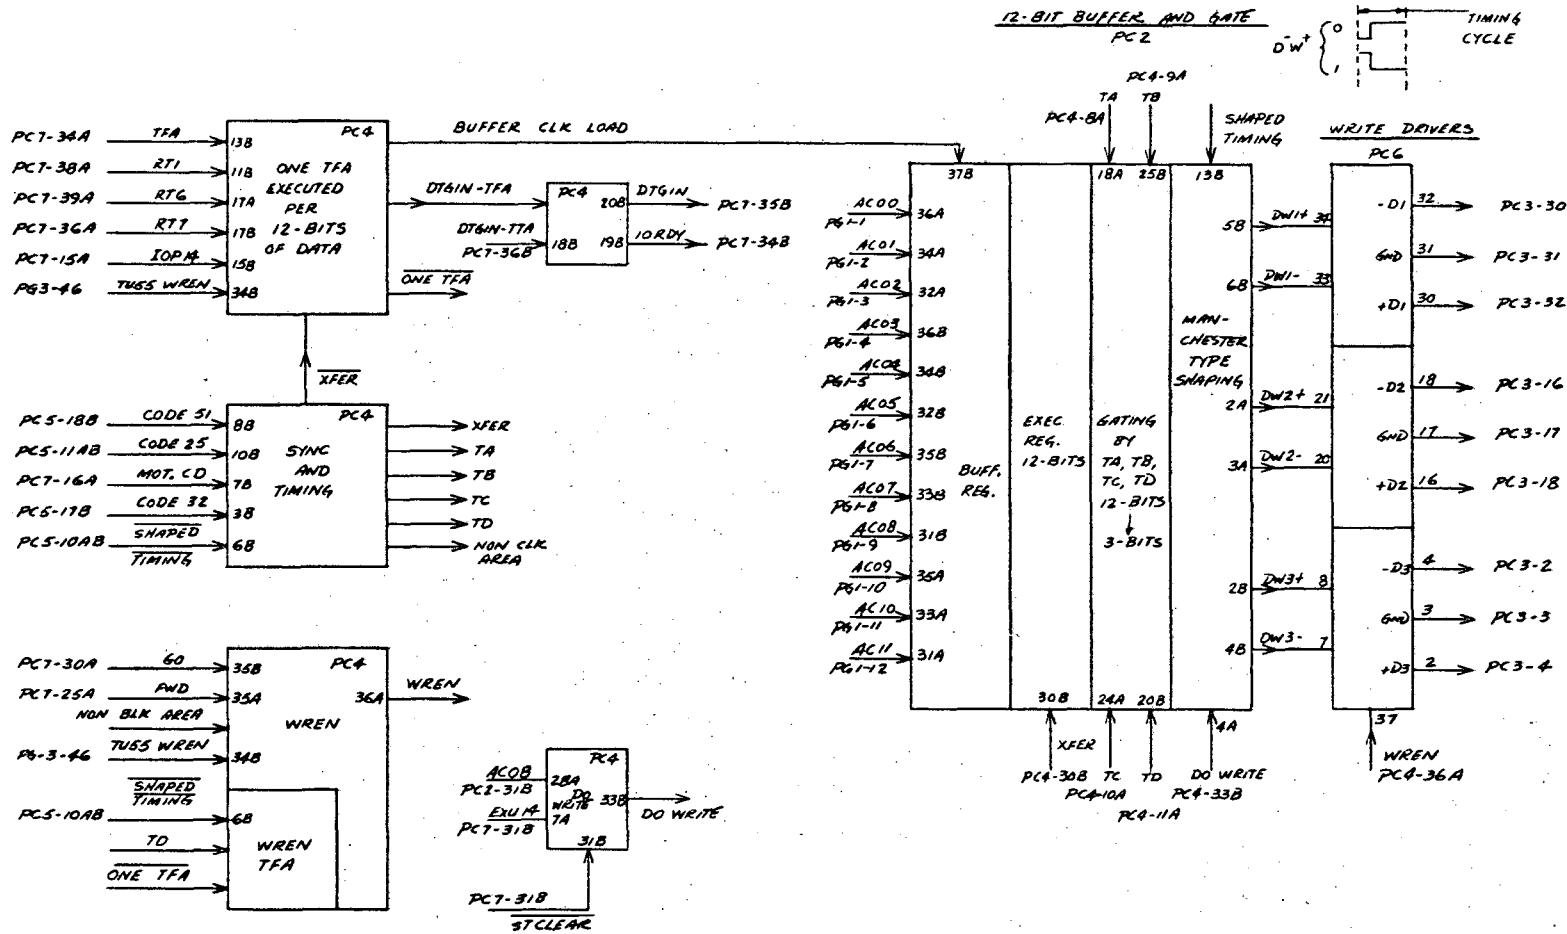 12-BIT BUFFER AND GATE
PC2
D⁻W⁺
0
1
TIMING
CYCLE
PC4
PC7-34A TFA 13B
PC7-38A RT1 11B
PC7-39A RT6 17A
PC7-36A RT7 17B
PC7-15A IOP14 15B
PG3-46 TU55 WREN 34B
ONE TFA
EXECUTED
PER
12-BITS
OF DATA
BUFFER CLK LOAD
DTGIN-TFA
ONE TFA
PC4
DTGIN-TTA
PC7-36B
18B
20B DTGIN PC7-35B
19B IORDY PC7-34B
XFER
PC4
PC5-18B CODE 51 8B
PC5-11AB CODE 25 10B
PC7-16A MOT. CD 7B
PC5-17B CODE 32 3B
PC5-10AB SHAPED TIMING 6B
SYNC
AND
TIMING
XFER
TA
TB
TC
TD
NON CLK
AREA
PC4
PC7-30A GO 35B
PC7-25A FWD 35A
NON BLK AREA
PG-3-46 TU55 WREN 34B
WREN
36A WREN
SHAPED
TIMING
PC5-10AB 6B
TD
ONE TFA
WREN
TFA
PC4
AC08
PC2-31B
28A
EXU14
PC7-31B
7A
DO
WRITE
33B DO WRITE
31B
PC7-31B
STCLEAR
PC4-8A TA 18A
PC4-9A TB 25B
SHAPED
TIMING
13B
37B
AC00 PG1-1 36A
AC01 PG1-2 34A
AC02 PG1-3 32A
AC03 PG1-4 36B
AC04 PG1-5 34B
AC05 PG1-6 32B
AC06 PG1-7 35B
AC07 PG1-8 33B
AC08 PG1-9 31B
AC09 PG1-10 35A
AC10 PG1-11 33A
AC11 PG1-12 31A
BUFF.
REG.
EXEC.
REG.
12-BITS
GATING
BY
TA, TB,
TC, TD
12-BITS
3-BITS
MAN-
CHESTER
TYPE
SHAPING
30B XFER PC4-30B
24A TC PC4-10A
20B TD PC4-11A
4A DO WRITE PC4-33B
5B DW1+ 34
6B DW1- 33
2A DW2+ 21
3A DW2- 20
2B DW3+ 8
4B DW3- 7
WRITE DRIVERS
PC6
-D1 32 PC3-30
GND 31 PC3-31
+D1 30 PC3-32
-D2 18 PC3-16
GND 17 PC3-17
+D2 16 PC3-18
-D3 4 PC3-2
GND 3 PC3-3
+D3 2 PC3-4
37
WREN
PC4-36A